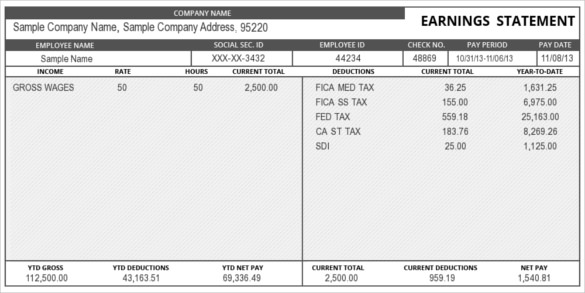 COMPANY NAME
Sample Company Name, Sample Company Address, 95220
EARNINGS STATEMENT
EMPLOYEE NAME SOCIAL SEC. ID EMPLOYEE ID CHECK NO. PAY PERIOD PAY DATE
Sample Name XXX-XX-3432 44234 48869 10/31/13-11/06/13 11/08/13
INCOME RATE HOURS CURRENT TOTAL DEDUCTIONS CURRENT TOTAL YEAR-TO-DATE
GROSS WAGES 50 50 2,500.00 FICA MED TAX 36.25 1,631.25
FICA SS TAX 155.00 6,975.00
FED TAX 559.18 25,163.00
CA ST TAX 183.76 8,269.26
SDI 25.00 1,125.00
YTD GROSS YTD DEDUCTIONS YTD NET PAY CURRENT TOTAL CURRENT DEDUCTIONS NET PAY
112,500.00 43,163.51 69,336.49 2,500.00 959.19 1,540.81